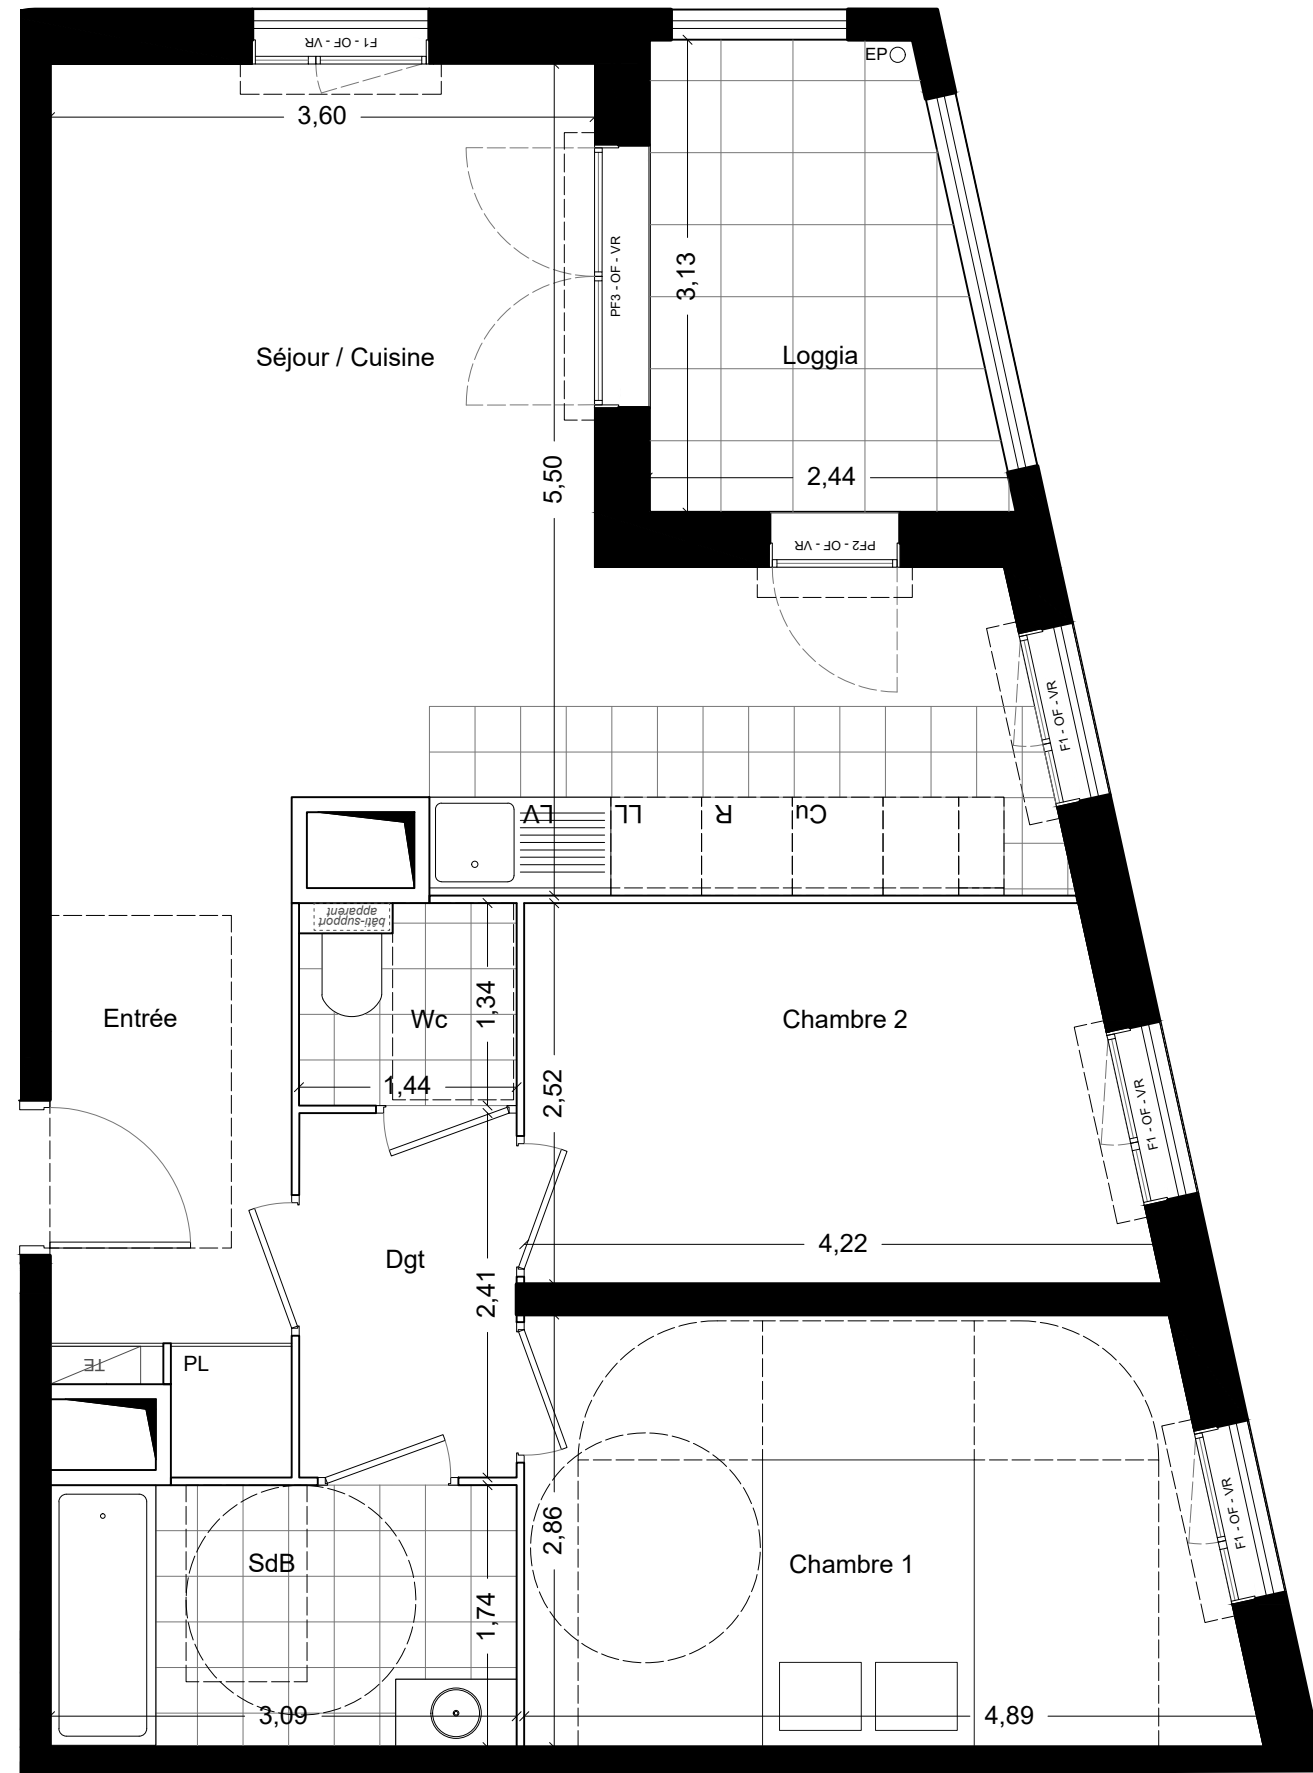 F1 - OF - VR
EP
3,60
PF3 - OF - VR
3,13
Séjour / Cuisine
Loggia
5,50
2,44
PF2 - OF - VR
F1 - OF - VR
LV
LL
R
Cu
bâti-support
apparent
Entrée
Wc
1,34
Chambre 2
1,44
2,52
F1 - OF - VR
4,22
Dgt
2,41
TE
PL
SdB
2,86
Chambre 1
F1 - OF - VR
1,74
3,09
4,89